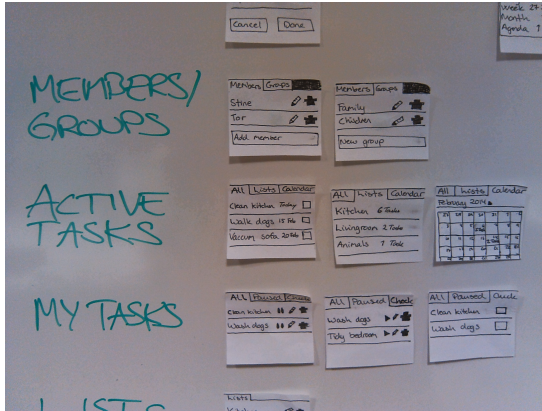 Cancel Done
Week 27
Month
Agenda
MEMBERS/
GROUPS
Members Groups
Stine
Tor
Add member
Members Groups
Family
Children
New group
ACTIVE
TASKS
All Lists Calendar
Clean kitchen Today
Walk dogs 15 Feb
Vaccum sofa 20 Feb
All Lists Calendar
Kitchen 6 Tasks
Livingroom 2 Tasks
Animals 1 Task
All Lists Calendar
February 2014
MY TASKS
All Paused Check
Clean kitchen
Wash dogs
All Paused Check
Wash dogs
Tidy bedroom
All Paused Check
Clean kitchen
Wash dogs
LISTS
Lists